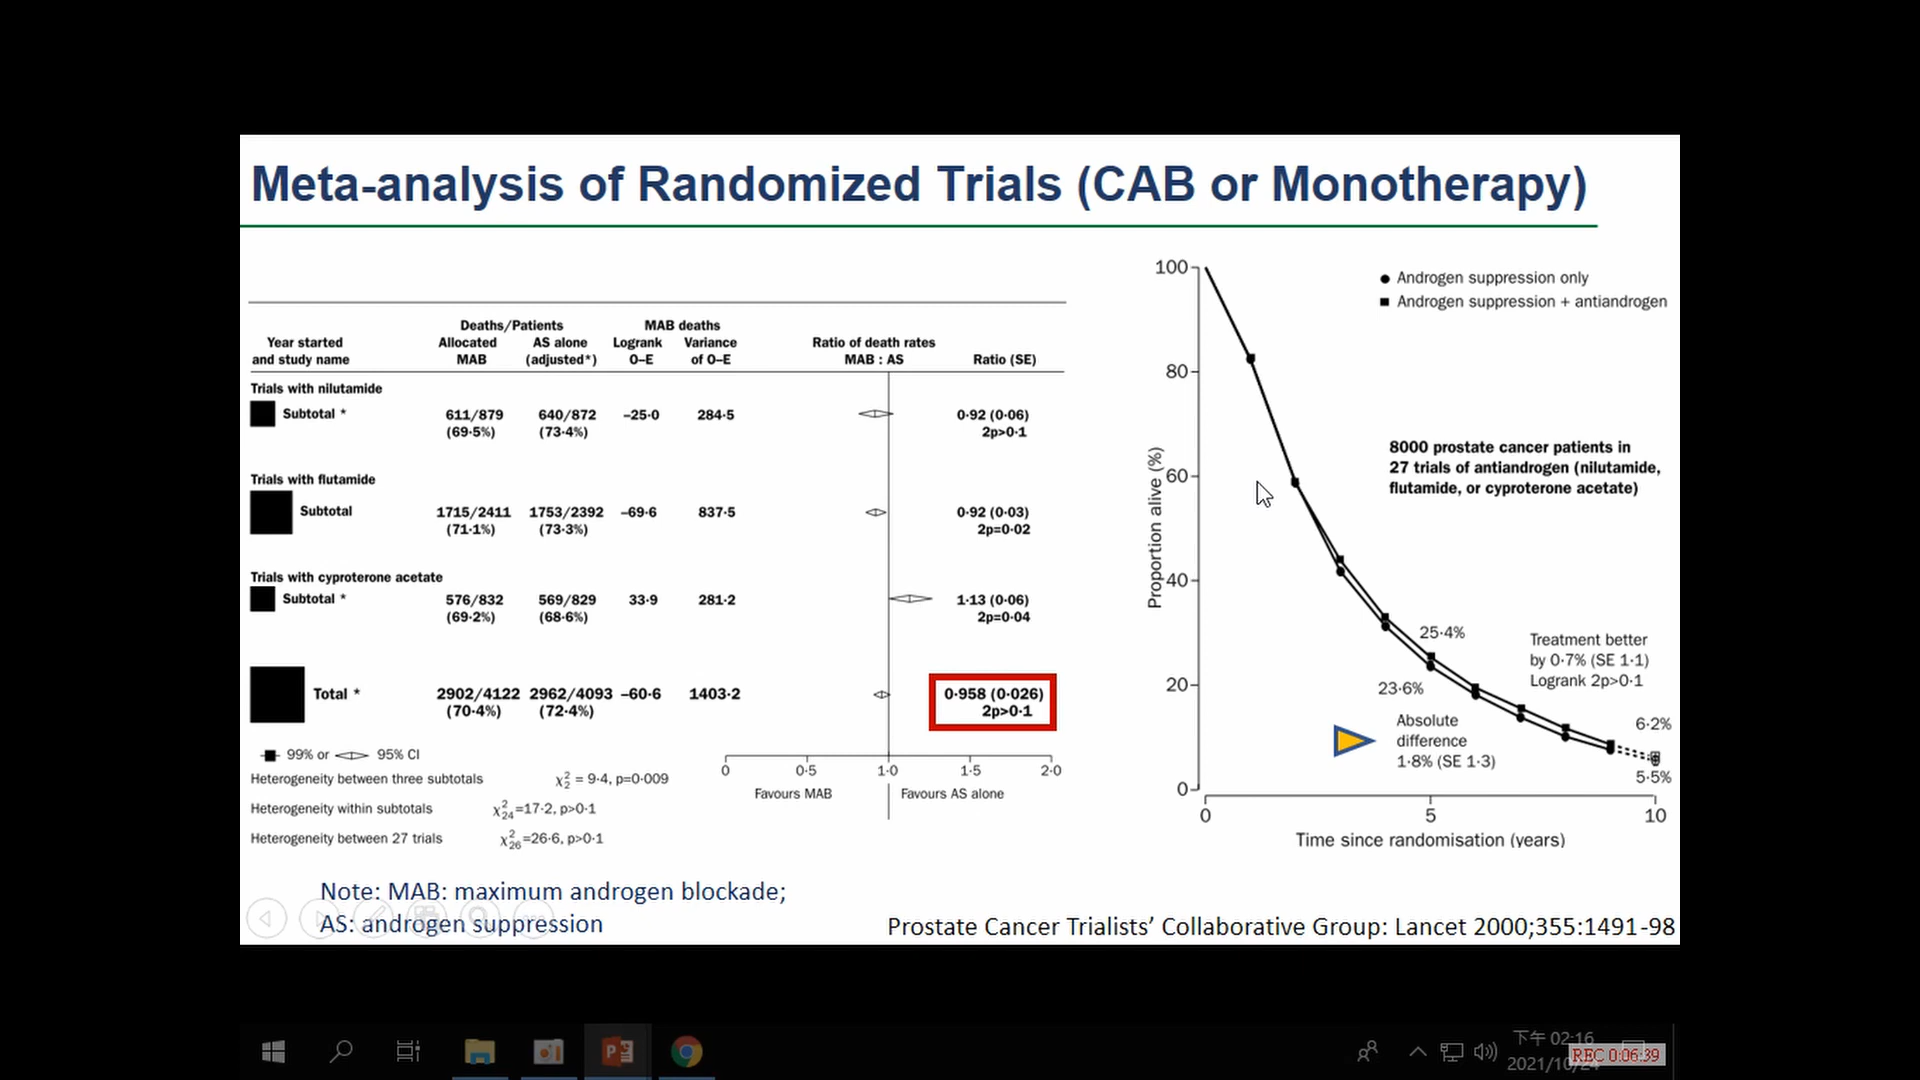 Meta-analysis of Randomized Trials (CAB or Monotherapy)
Year started
and study name
Deaths/Patients
Allocated
MAB
AS alone
(adjusted*)
MAB deaths
Logrank
O–E
Variance
of O–E
Ratio of death rates
MAB : AS
Ratio (SE)
Trials with nilutamide
Subtotal * 611/879 640/872 –25·0 284·5 0·92 (0·06)
(69·5%) (73·4%) 2p>0·1
Trials with flutamide
Subtotal 1715/2411 1753/2392 –69·6 837·5 0·92 (0·03)
(71·1%) (73·3%) 2p=0·02
Trials with cyproterone acetate
Subtotal * 576/832 569/829 33·9 281·2 1·13 (0·06)
(69·2%) (68·6%) 2p=0·04
Total * 2902/4122 2962/4093 –60·6 1403·2 0·958 (0·026)
(70·4%) (72·4%) 2p>0·1
99% or 95% CI
0 0·5 1·0 1·5 2·0
Favours MAB Favours AS alone
Heterogeneity between three subtotals χ²₂ = 9·4, p=0·009
Heterogeneity within subtotals χ²₂₄=17·2, p>0·1
Heterogeneity between 27 trials χ²₂₆=26·6, p>0·1
Androgen suppression only
Androgen suppression + antiandrogen
100
80
60
40
20
0
Proportion alive (%)
8000 prostate cancer patients in
27 trials of antiandrogen (nilutamide,
flutamide, or cyproterone acetate)
25·4%
23·6%
Treatment better
by 0·7% (SE 1·1)
Logrank 2p>0·1
Absolute
difference
1·8% (SE 1·3)
6·2%
5·5%
0 5 10
Time since randomisation (years)
Note: MAB: maximum androgen blockade;
AS: androgen suppression
Prostate Cancer Trialists' Collaborative Group: Lancet 2000;355:1491-98
下午 02:16
2021/10/24
REC 0:06:39